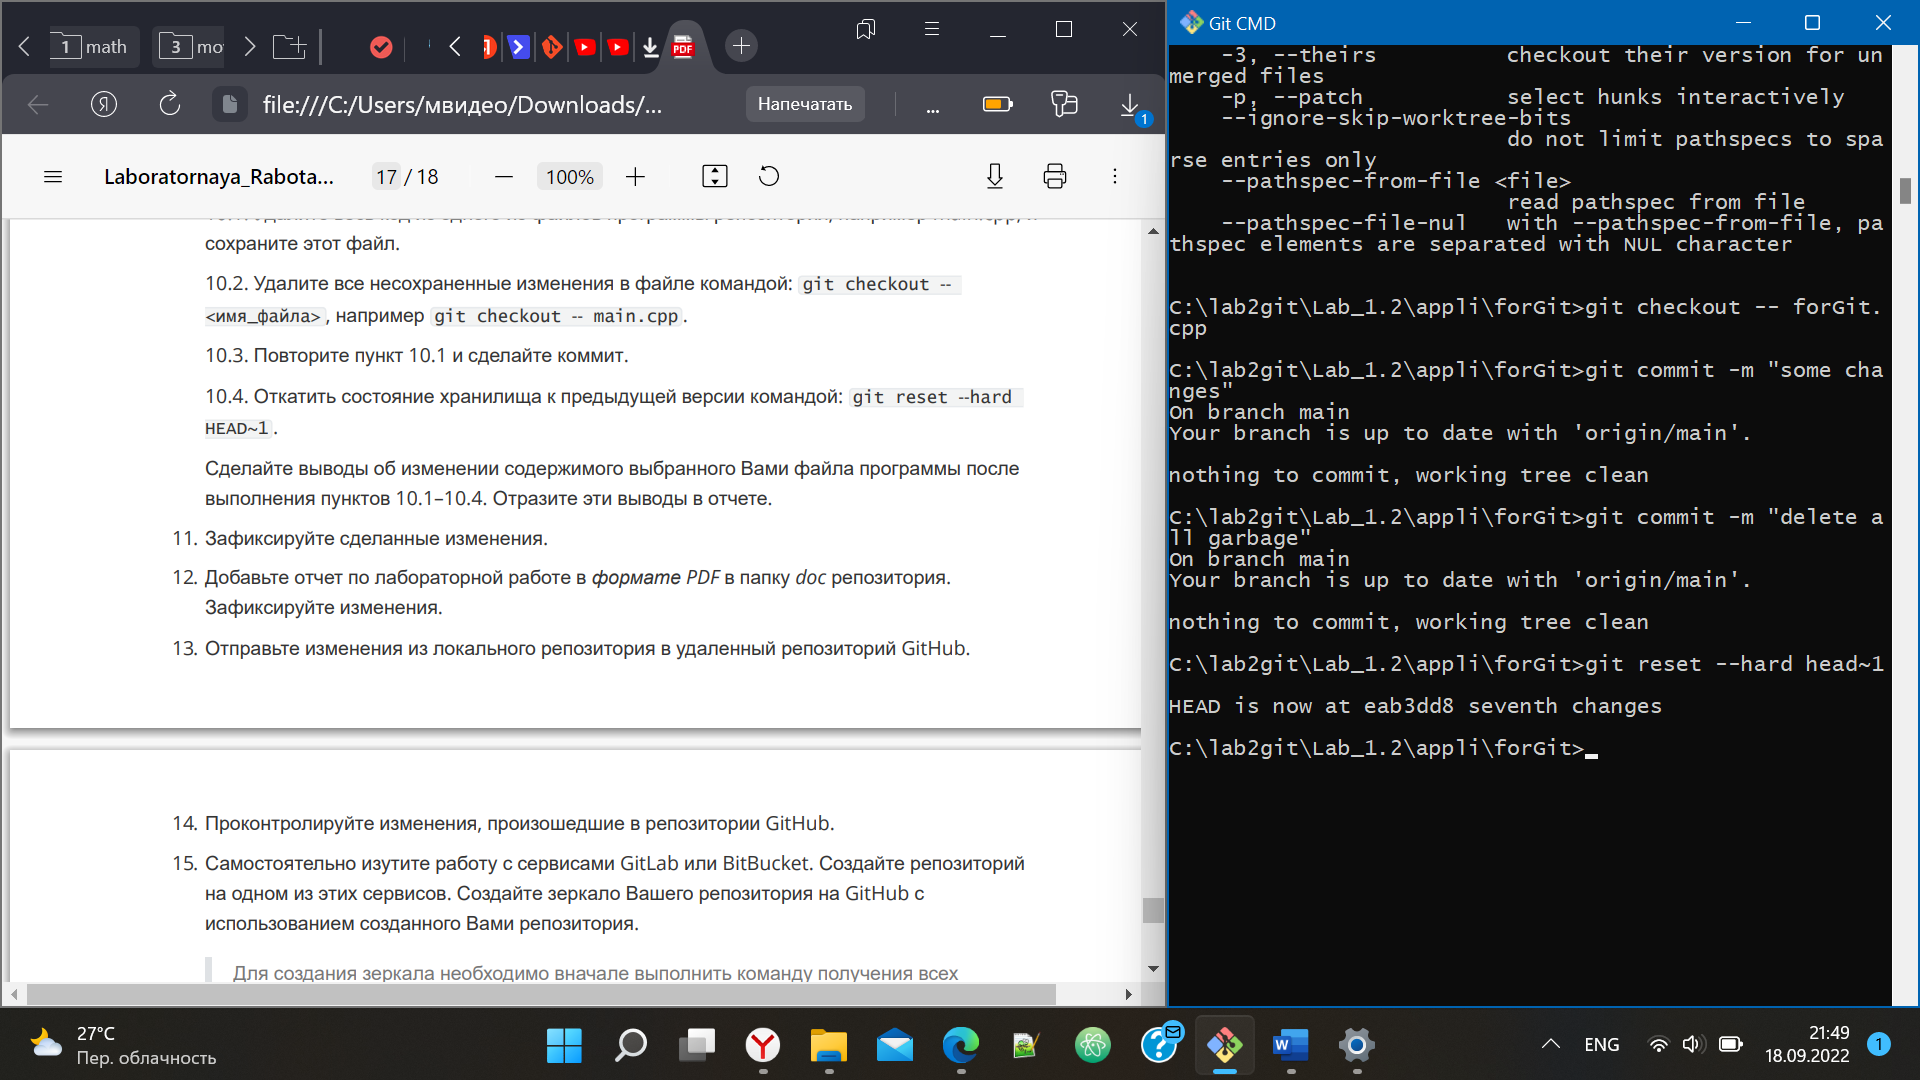 1 math
3 mo
file:///C:/Users/мвидео/Downloads/...
Напечатать
...
1
Laboratornaya_Rabota...
17 / 18
100%
сохраните этот файл.
10.2. Удалите все несохраненные изменения в файле командой: git checkout --
<имя_файла>, например git checkout -- main.cpp.
10.3. Повторите пункт 10.1 и сделайте коммит.
10.4. Откатить состояние хранилища к предыдущей версии командой: git reset --hard
HEAD~1.
Сделайте выводы об изменении содержимого выбранного Вами файла программы после
выполнения пунктов 10.1–10.4. Отразите эти выводы в отчете.
11. Зафиксируйте сделанные изменения.
12. Добавьте отчет по лабораторной работе в формате PDF в папку doc репозитория.
Зафиксируйте изменения.
13. Отправьте изменения из локального репозитория в удаленный репозиторий GitHub.
14. Проконтролируйте изменения, произошедшие в репозитории GitHub.
15. Самостоятельно изутите работу с сервисами GitLab или BitBucket. Создайте репозиторий
на одном из этих сервисов. Создайте зеркало Вашего репозитория на GitHub с
использованием созданного Вами репозитория.
Для создания зеркала необходимо вначале выполнить команду получения всех
Git CMD
-3, --theirs checkout their version for un
merged files
-p, --patch select hunks interactively
--ignore-skip-worktree-bits
do not limit pathspecs to spa
rse entries only
--pathspec-from-file <file>
read pathspec from file
--pathspec-file-nul with --pathspec-from-file, pa
thspec elements are separated with NUL character
C:\lab2git\Lab_1.2\appli\forGit>git checkout -- forGit.
cpp
C:\lab2git\Lab_1.2\appli\forGit>git commit -m "some cha
nges"
On branch main
Your branch is up to date with 'origin/main'.
nothing to commit, working tree clean
C:\lab2git\Lab_1.2\appli\forGit>git commit -m "delete a
ll garbage"
On branch main
Your branch is up to date with 'origin/main'.
nothing to commit, working tree clean
C:\lab2git\Lab_1.2\appli\forGit>git reset --hard head~1
HEAD is now at eab3dd8 seventh changes
C:\lab2git\Lab_1.2\appli\forGit>
27°C
Пер. облачность
ENG
21:49
18.09.2022
1